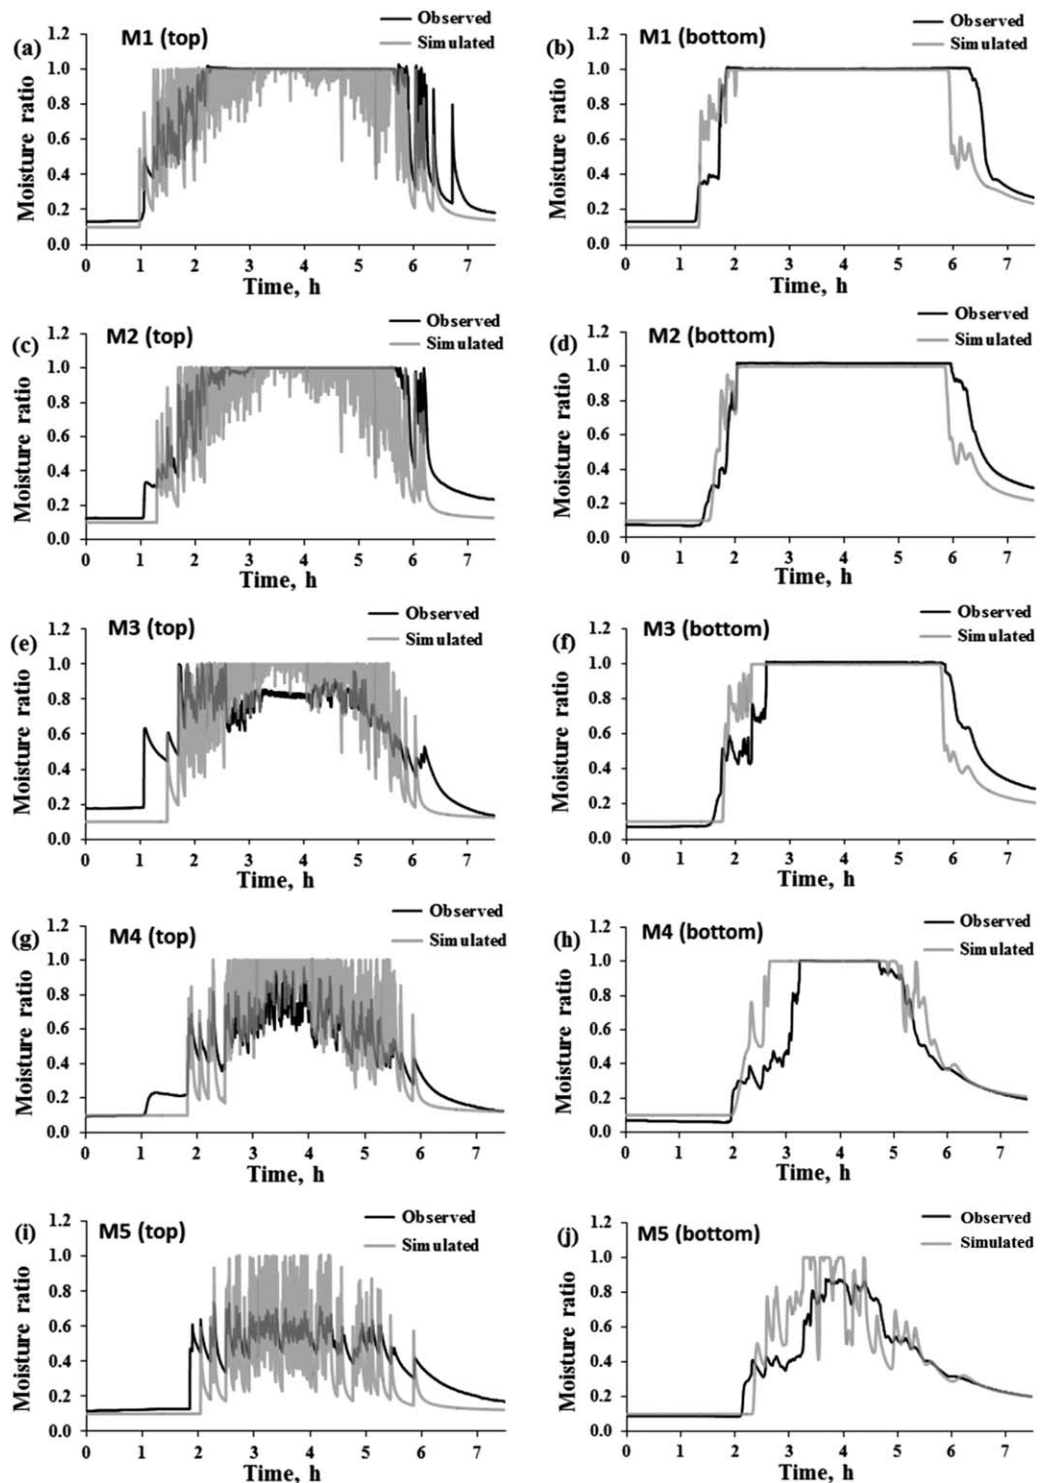 (a)
M1 (top)
Observed
Simulated
Moisture ratio
1.2
1.0
0.8
0.6
0.4
0.2
0.0
0 1 2 3 4 5 6 7
Time, h
(b)
M1 (bottom)
Observed
Simulated
Moisture ratio
1.2
1.0
0.8
0.6
0.4
0.2
0.0
0 1 2 3 4 5 6 7
Time, h
(c)
M2 (top)
Observed
Simulated
Moisture ratio
1.2
1.0
0.8
0.6
0.4
0.2
0.0
0 1 2 3 4 5 6 7
Time, h
(d)
M2 (bottom)
Observed
Simulated
Moisture ratio
1.2
1.0
0.8
0.6
0.4
0.2
0.0
0 1 2 3 4 5 6 7
Time, h
(e)
M3 (top)
Observed
Simulated
Moisture ratio
1.2
1.0
0.8
0.6
0.4
0.2
0.0
0 1 2 3 4 5 6 7
Time, h
(f)
M3 (bottom)
Observed
Simulated
Moisture ratio
1.2
1.0
0.8
0.6
0.4
0.2
0.0
0 1 2 3 4 5 6 7
Time, h
(g)
M4 (top)
Observed
Simulated
Moisture ratio
1.2
1.0
0.8
0.6
0.4
0.2
0.0
0 1 2 3 4 5 6 7
Time, h
(h)
M4 (bottom)
Observed
Simulated
Moisture ratio
1.2
1.0
0.8
0.6
0.4
0.2
0.0
0 1 2 3 4 5 6 7
Time, h
(i)
M5 (top)
Observed
Simulated
Moisture ratio
1.2
1.0
0.8
0.6
0.4
0.2
0.0
0 1 2 3 4 5 6 7
Time, h
(j)
M5 (bottom)
Observed
Simulated
Moisture ratio
1.2
1.0
0.8
0.6
0.4
0.2
0.0
0 1 2 3 4 5 6 7
Time, h